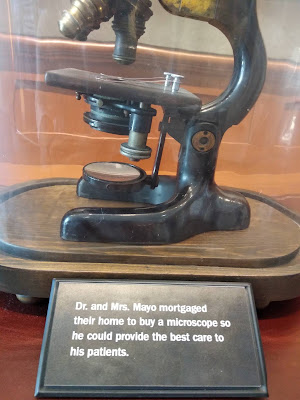 Dr. and Mrs. Mayo mortgaged
their home to buy a microscope so
he could provide the best care to
his patients.